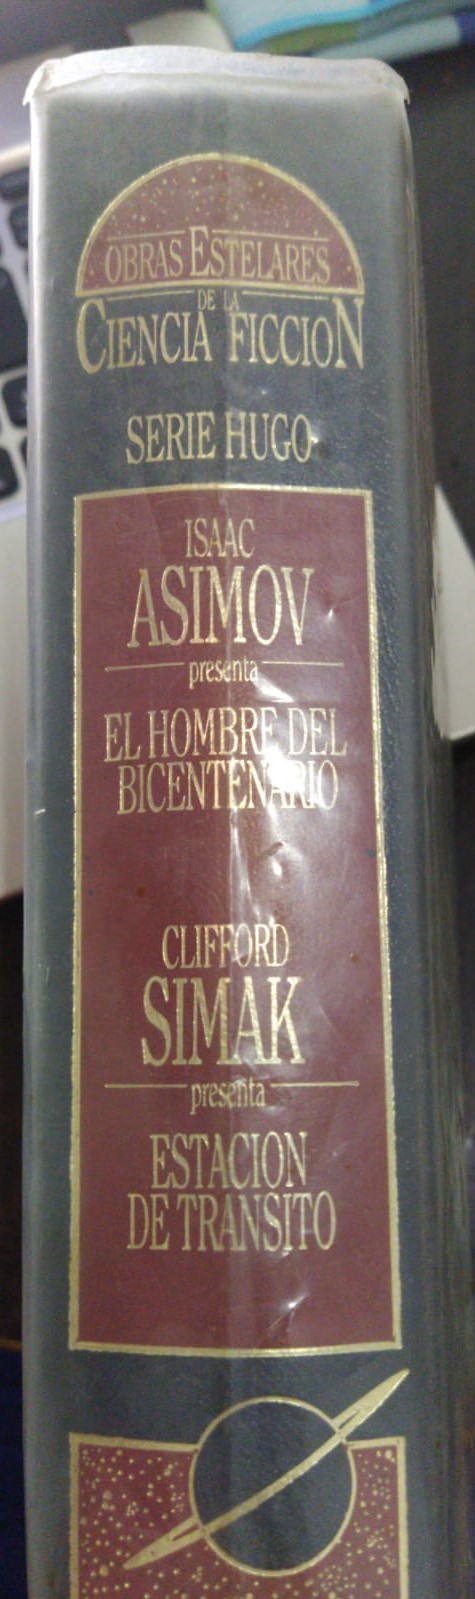 OBRAS ESTELARES
DE LA
CIENCIA FICCION
SERIE HUGO
ISAAC
ASIMOV
presenta
EL HOMBRE DEL
BICENTENARIO
CLIFFORD
SIMAK
presenta
ESTACION
DE TRANSITO